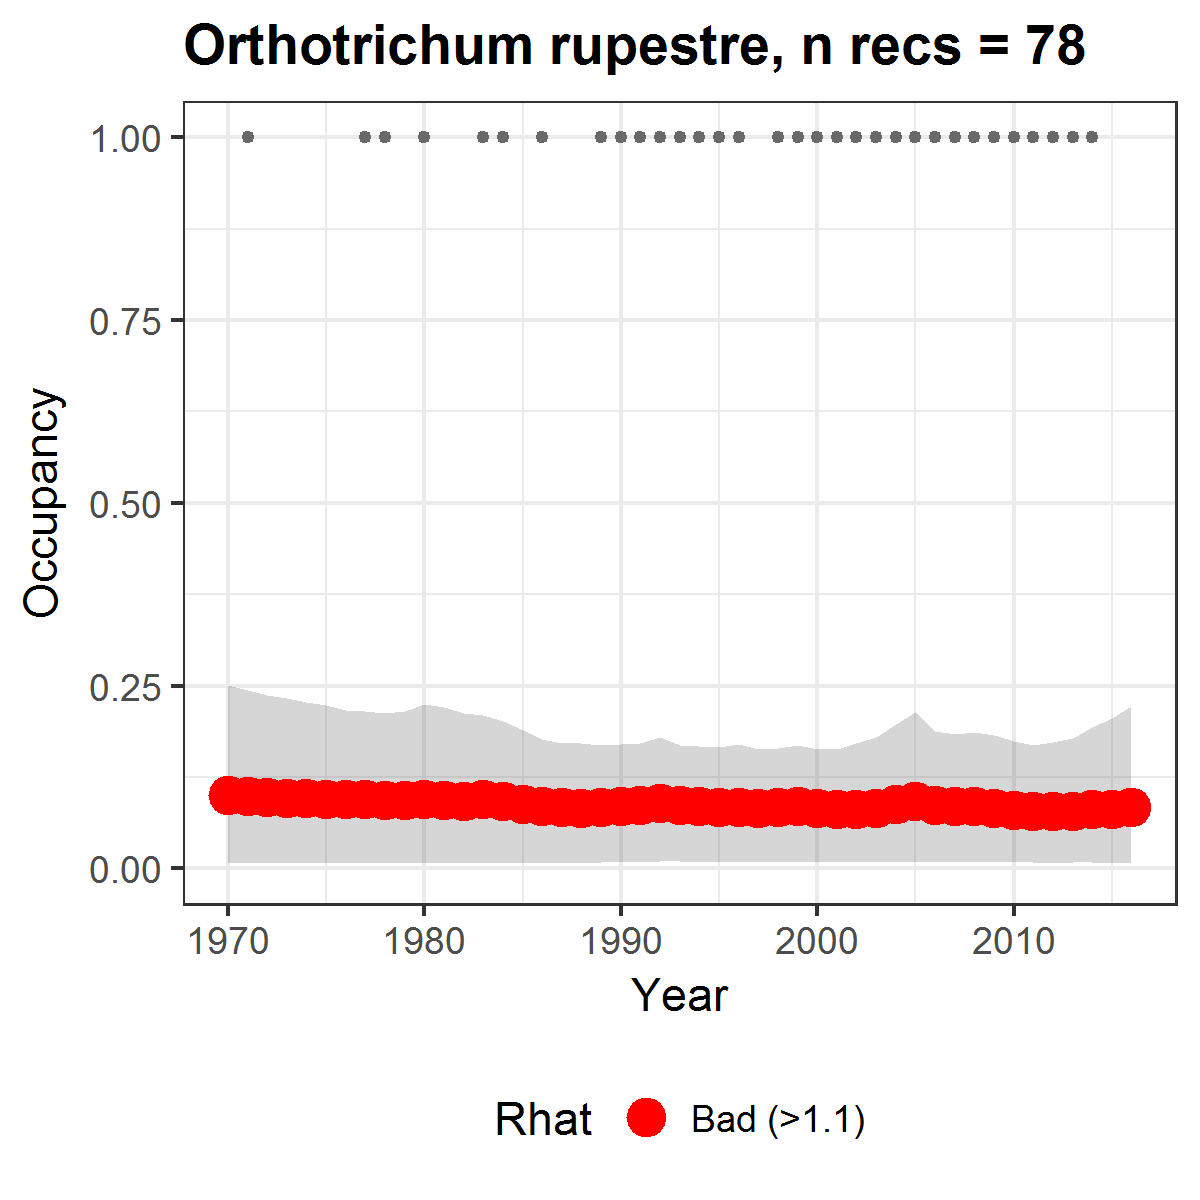 Orthotrichum rupestre, n recs = 78
1.00
0.75
0.50
0.25
0.00
Occupancy
1970 1980 1990 2000 2010
Year
Rhat Bad (>1.1)